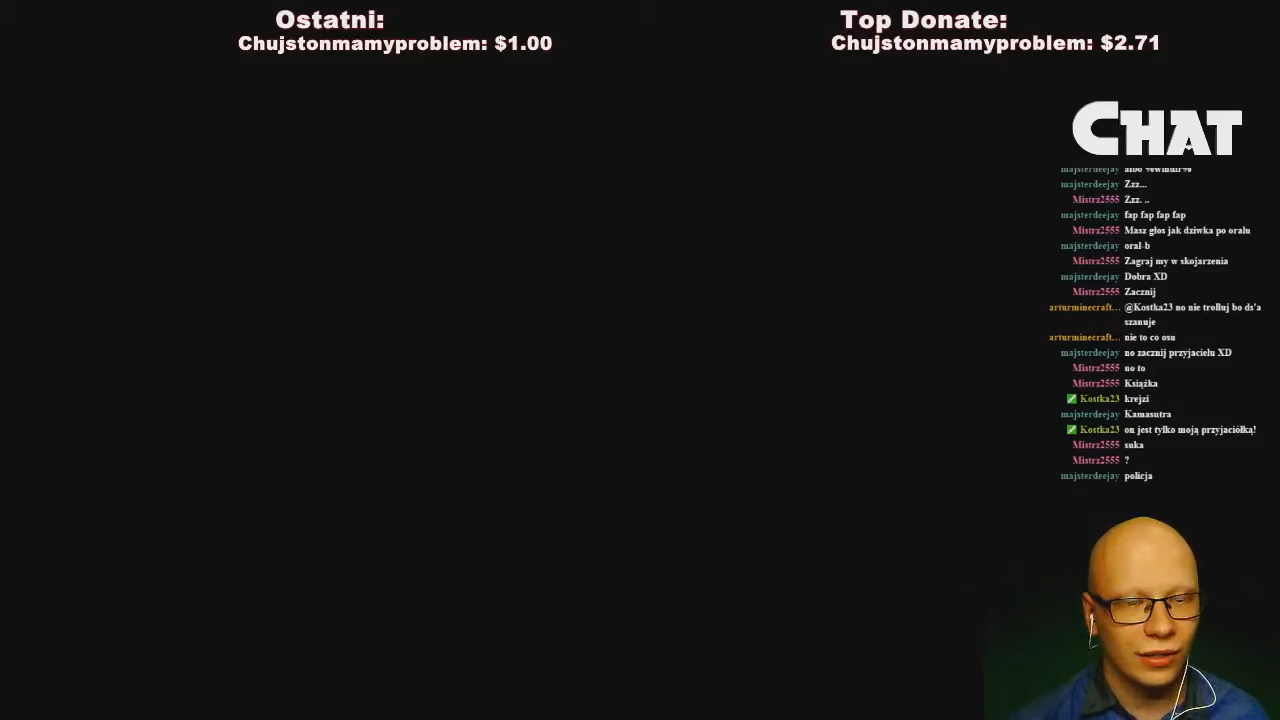 Ostatni:
Chujstonmamyproblem: $1.00
Top Donate:
Chujstonmamyproblem: $2.71
CHAT
majsterdeejay albo %windir%
majsterdeejay Zzz...
Mistrz2555 Zzz. ..
majsterdeejay fap fap fap fap
Mistrz2555 Masz głos jak dziwka po oralu
majsterdeejay oral-b
Mistrz2555 Zagraj my w skojarzenia
majsterdeejay Dobra XD
Mistrz2555 Zacznij
arturminecraft... @Kostka23 no nie trolluj bo ds'a
szanuje
arturminecraft... nie to co osu
majsterdeejay no zacznij przyjacielu XD
Mistrz2555 no to
Mistrz2555 Książka
Kostka23 krejzi
majsterdeejay Kamasutra
Kostka23 on jest tylko moją przyjaciółką!
Mistrz2555 suka
Mistrz2555 ?
majsterdeejay policja